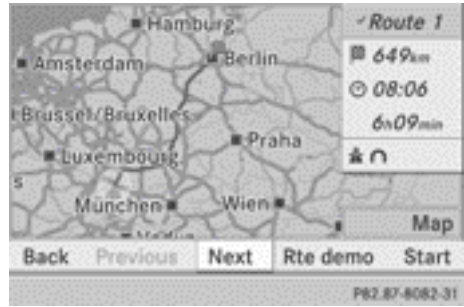 Hamburg
Route 1
Amsterdam
Berlin
649km
08:06
Brussel/Bruxelles
6h09min
Praha
Luxembourg
s
München
Wien
Vaduz
Map
Back Previous Next Rte demo Start
P82.87-8082-31